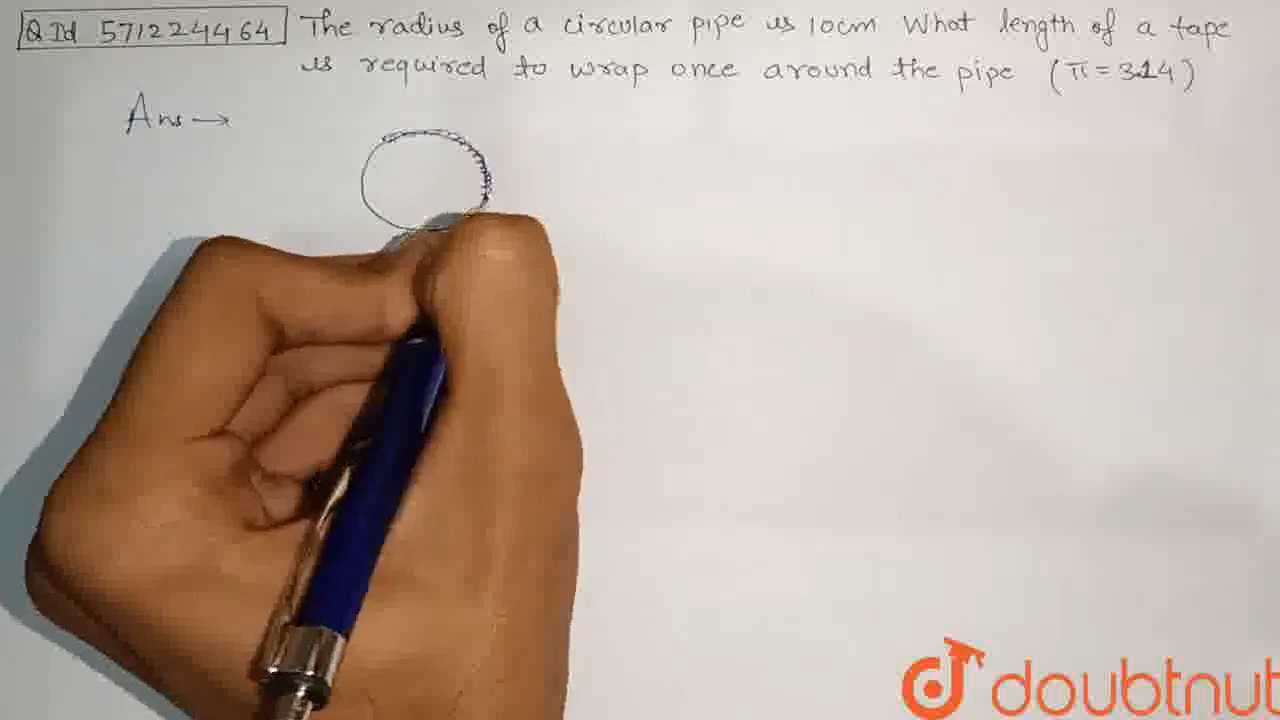 Q Id 571224464 The radius of a circular pipe is 10cm What length of a tape
is required to wrap once around the pipe (π = 3.14)
Ans →
doubtnut